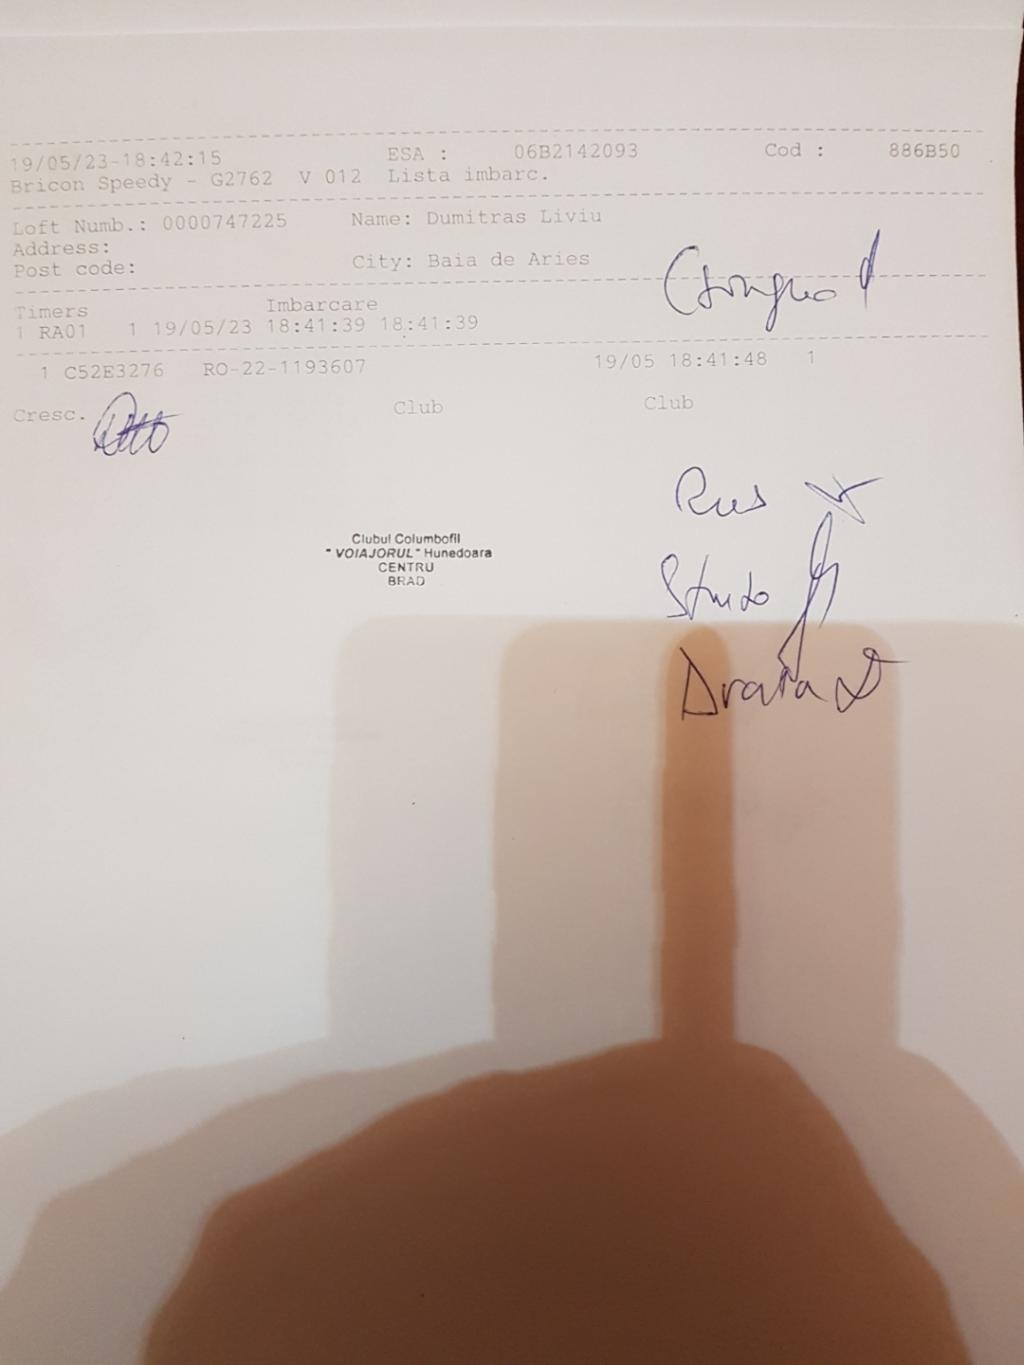 19/05/23-18:42:15 ESA : 06B2142093 Cod : 886B50
Bricon Speedy - G2762 V 012 Lista imbarc.
Loft Numb.: 0000747225 Name: Dumitras Liviu
Address:
Post code: City: Baia de Aries
Timers Imbarcare
1 RA01 1 19/05/23 18:41:39 18:41:39
1 C52E3276 RO-22-1193607 19/05 18:41:48 1
Cresc. Club Club
Rus
Clubul Columbofil
" VOIAJORUL " Hunedoara
CENTRU
BRAD